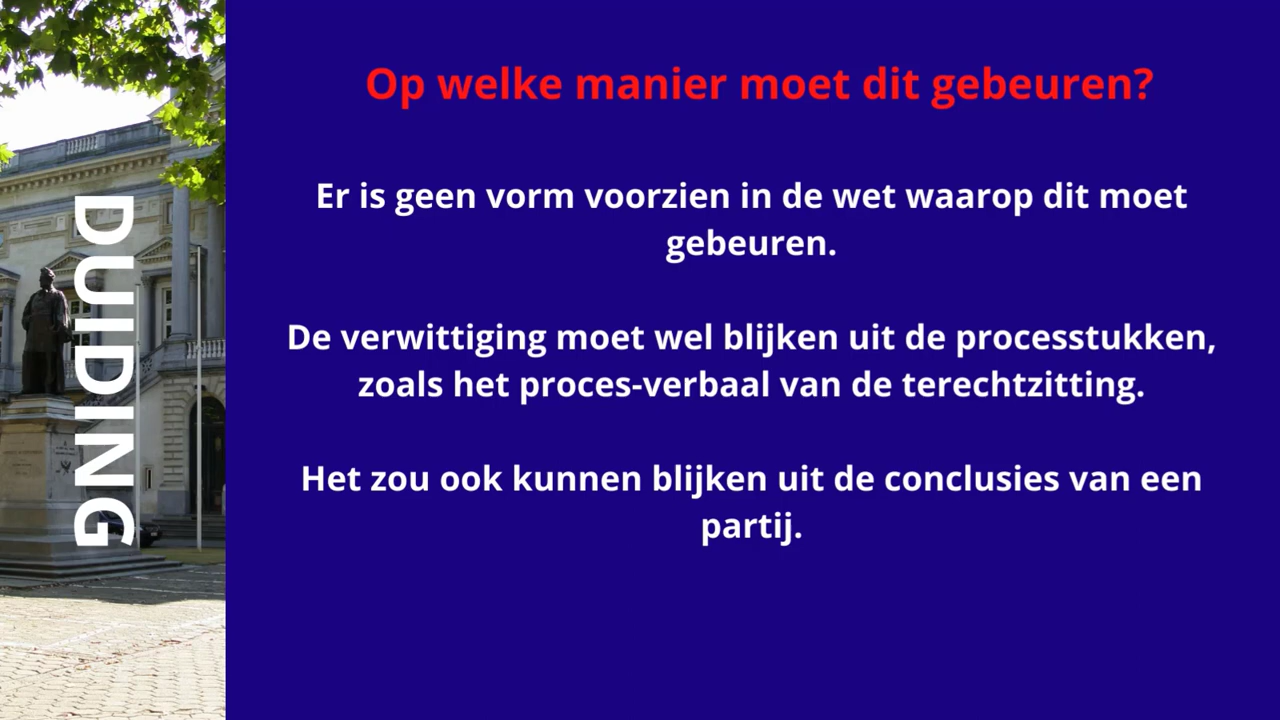 DUIDING
Op welke manier moet dit gebeuren?
Er is geen vorm voorzien in de wet waarop dit moet
gebeuren.
De verwittiging moet wel blijken uit de processtukken,
zoals het proces-verbaal van de terechtzitting.
Het zou ook kunnen blijken uit de conclusies van een
partij.